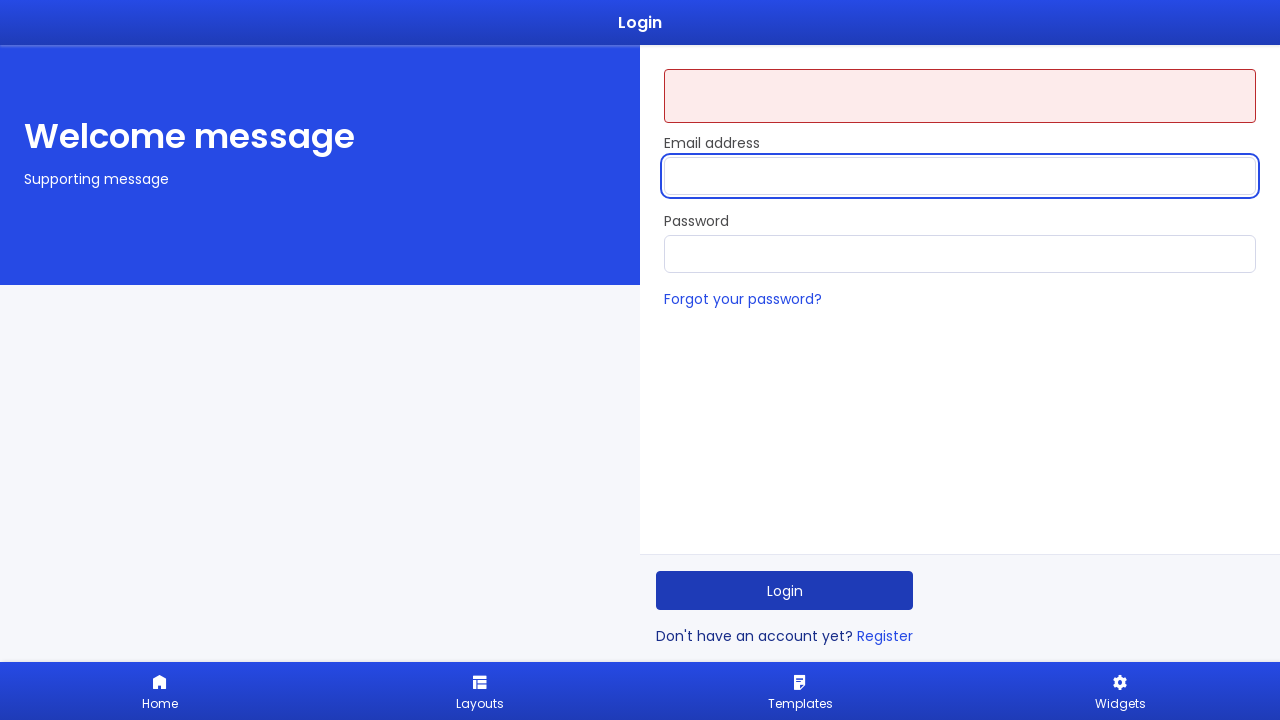 Login
Welcome message
Supporting message
Email address
Password
Forgot your password?
Login
Don't have an account yet? Register
Home
Layouts
Templates
Widgets